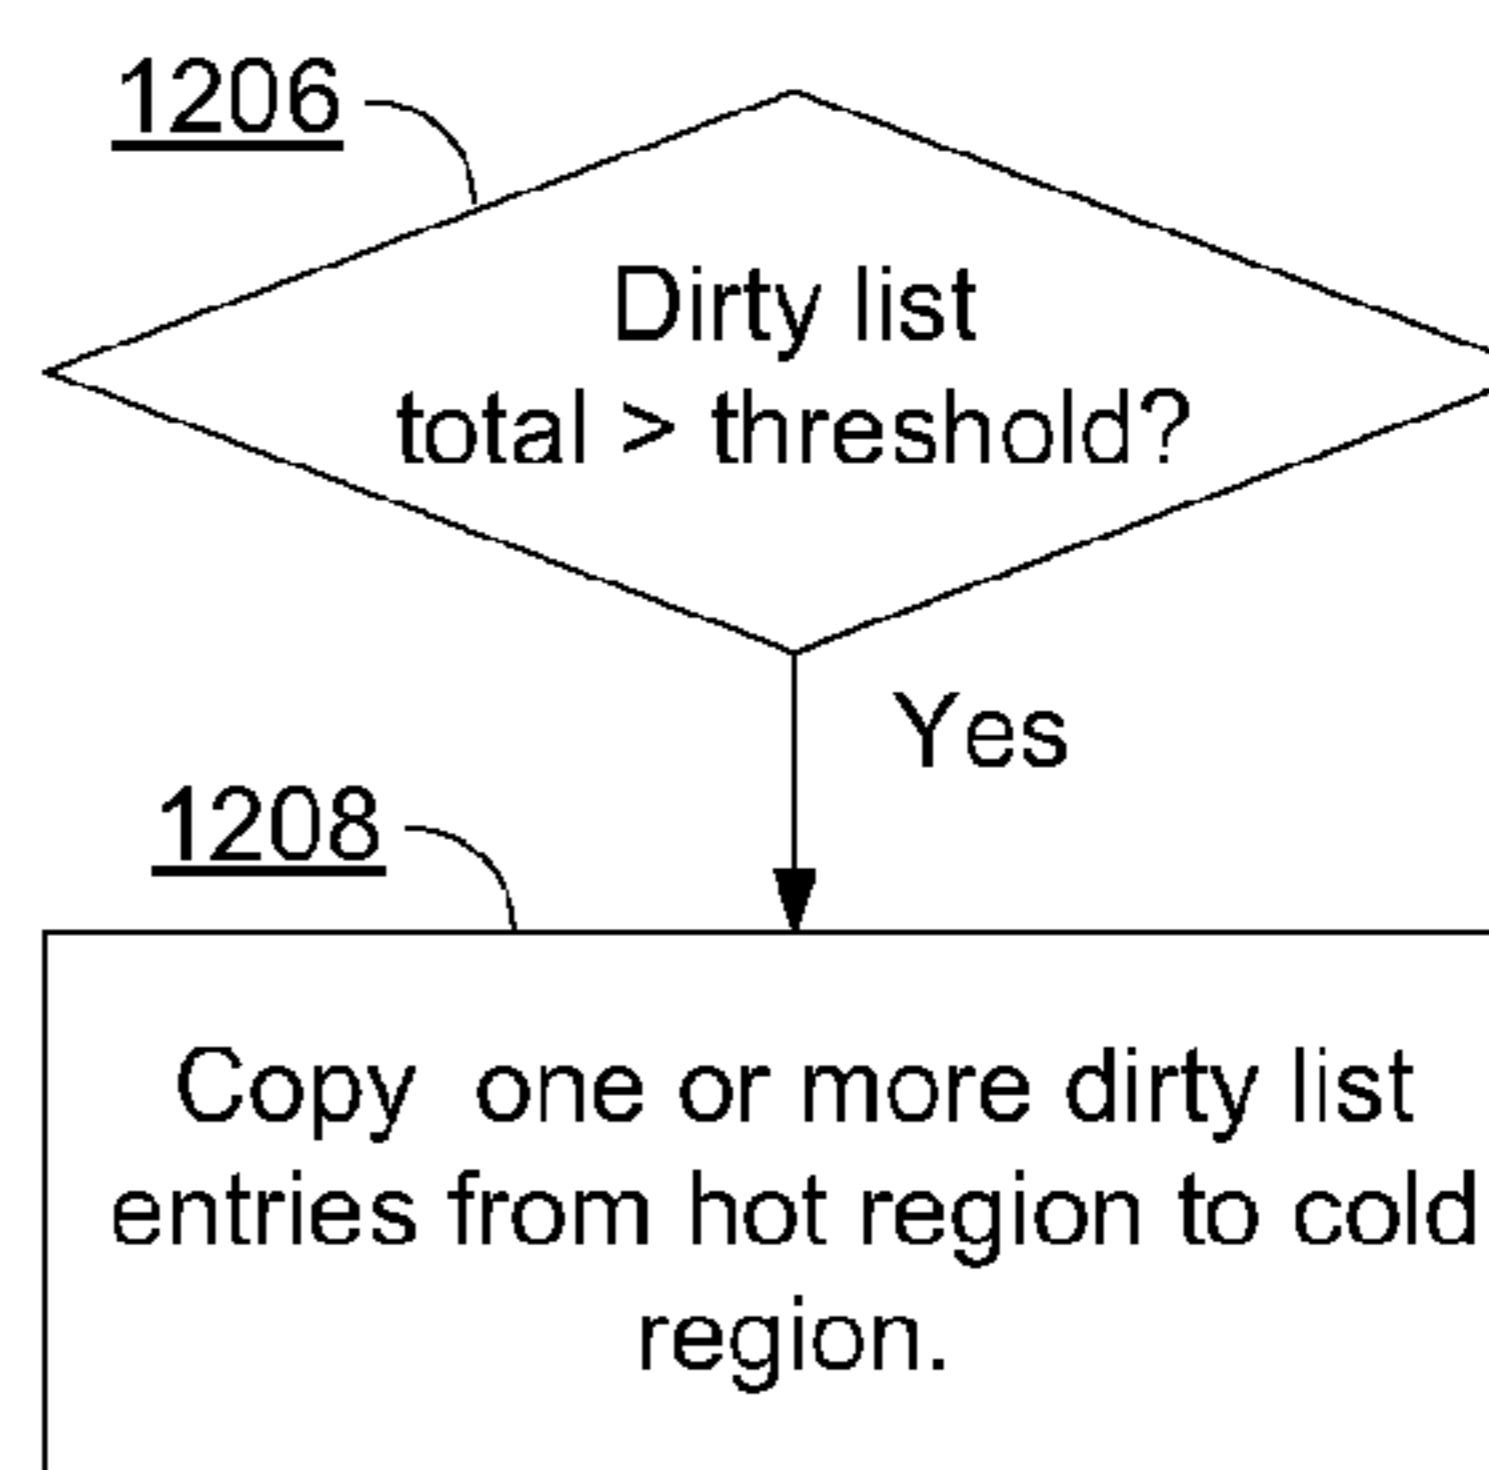 1206
Dirty list
total > threshold?
Yes
1208
Copy one or more dirty list
entries from hot region to cold
region.